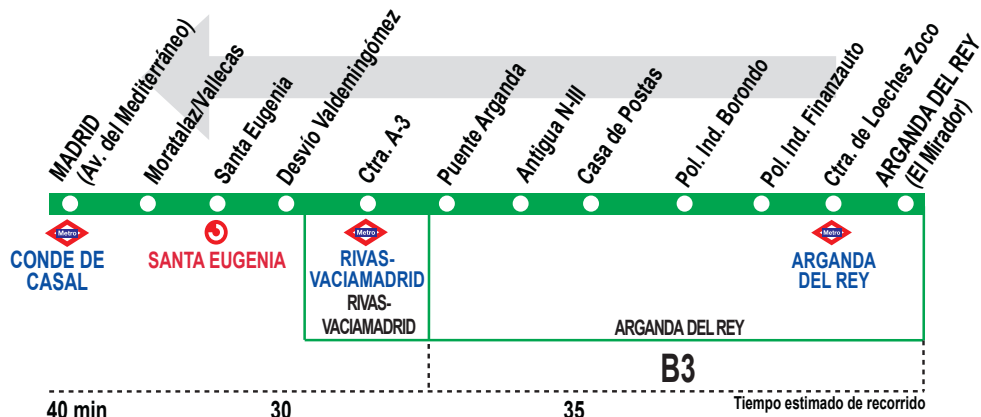 MADRID
(Av. del Mediterráneo)
Moratalaz/Vallecas
Santa Eugenia
Desvío Valdemingómez
Ctra. A-3
Puente Arganda
Antigua N-III
Casa de Postas
Pol. Ind. Borondo
Pol. Ind. Finanzauto
Ctra. de Loeches Zoco
ARGANDA DEL REY
(El Mirador)
Metro
CONDE DE
CASAL
SANTA EUGENIA
Metro
RIVAS-
VACIAMADRID
RIVAS-
VACIAMADRID
Metro
ARGANDA
DEL REY
ARGANDA DEL REY
B3
Tiempo estimado de recorrido
40 min
30
35